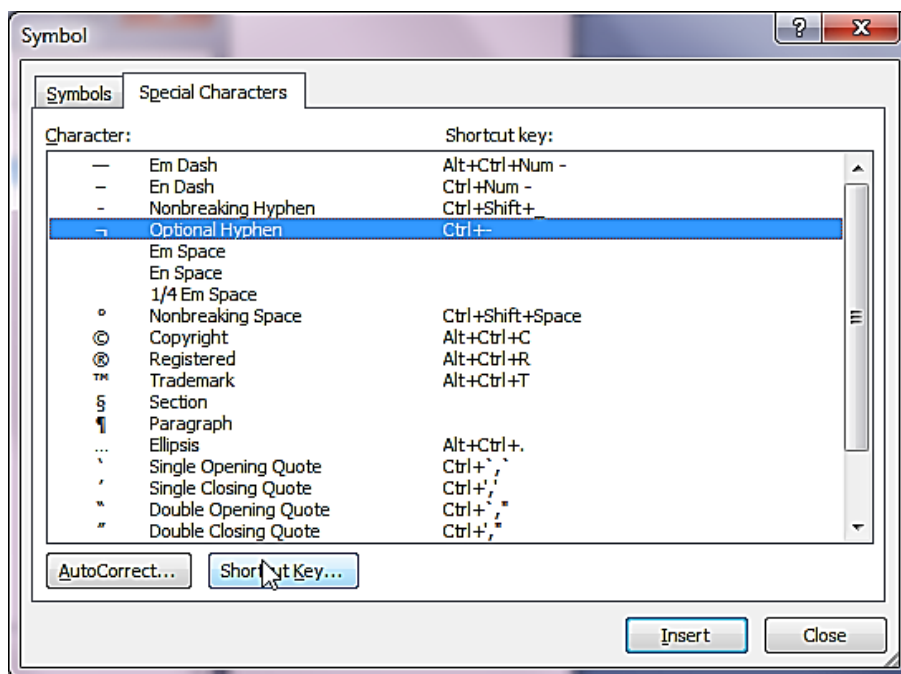 Symbol
Symbols Special Characters
Character: Shortcut key:
— Em Dash Alt+Ctrl+Num -
– En Dash Ctrl+Num -
- Nonbreaking Hyphen Ctrl+Shift+_
¬ Optional Hyphen Ctrl+-
Em Space
En Space
1/4 Em Space
° Nonbreaking Space Ctrl+Shift+Space
© Copyright Alt+Ctrl+C
® Registered Alt+Ctrl+R
™ Trademark Alt+Ctrl+T
§ Section
¶ Paragraph
… Ellipsis Alt+Ctrl+.
‘ Single Opening Quote Ctrl+`,`
’ Single Closing Quote Ctrl+','
“ Double Opening Quote Ctrl+`,"
” Double Closing Quote Ctrl+',"
AutoCorrect... Shortcut Key...
Insert Close